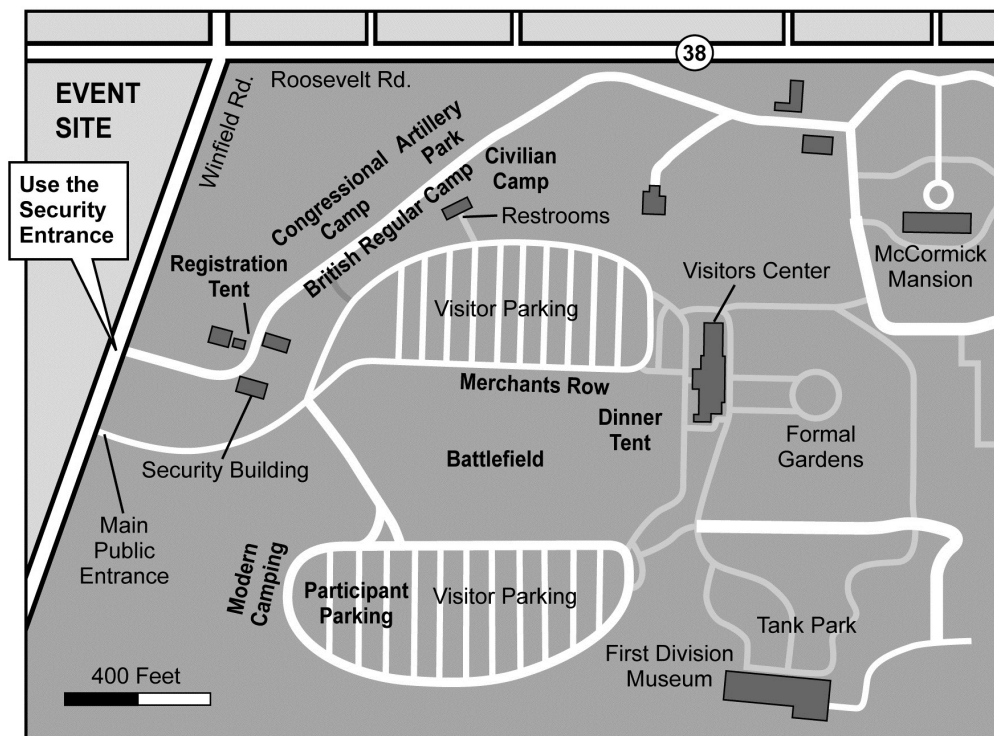 38
Roosevelt Rd.
EVENT
SITE
Winfield Rd.
Use the
Security
Entrance
Artillery
Park
Congressional
Camp
British Regular Camp
Civilian
Camp
Restrooms
Registration
Tent
McCormick
Mansion
Visitors Center
Visitor Parking
Merchants Row
Dinner
Tent
Formal
Gardens
Battlefield
Security Building
Main
Public
Entrance
Modern
Camping
Participant
Parking
Visitor Parking
Tank Park
First Division
Museum
400 Feet